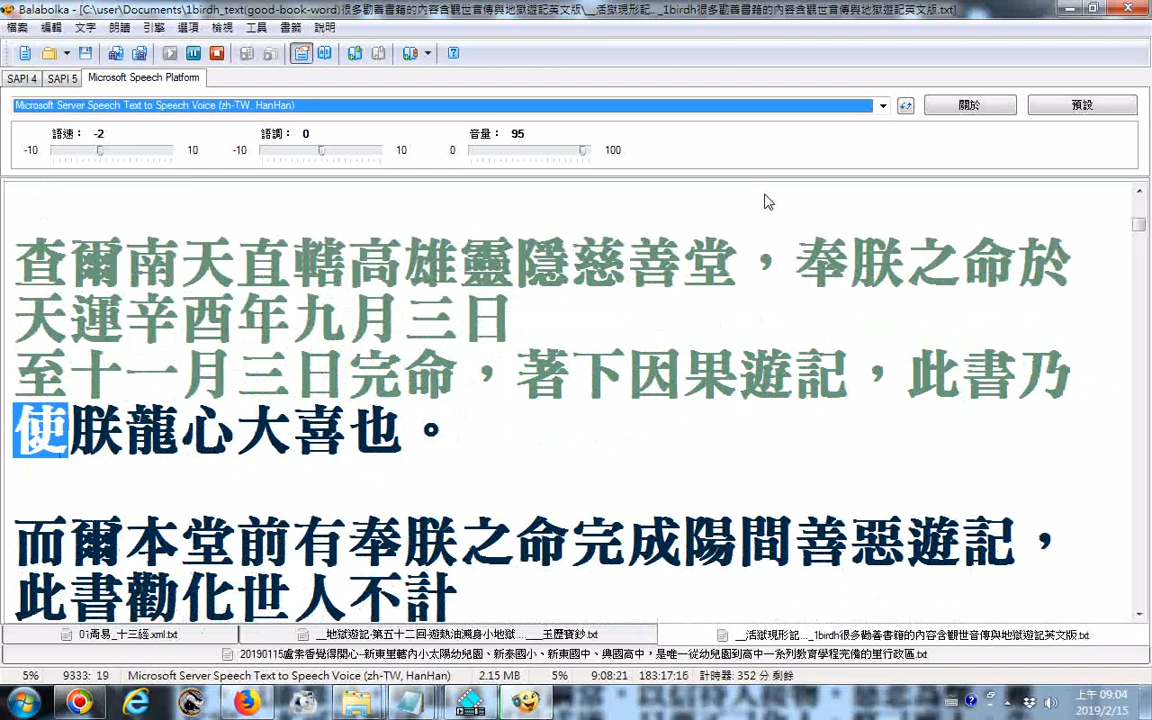 Balabolka - [C:\user\Documents\1birdh_text(good-book-word)很多勸善書籍的內容含觀世音傳與地獄遊記英文版\__活獄現形記..._1birdh很多勸善書籍的內容含觀世音傳與地獄遊記英文版.txt]
檔案 編輯 文字 朗讀 引擎 選項 檢視 工具 書籤 說明
SAPI 4 SAPI 5 Microsoft Speech Platform
Microsoft Server Speech Text to Speech Voice (zh-TW, HanHan) 關於 預設
語速: -2 語調: 0 音量: 95
-10 10 -10 10 0 100
查爾南天直轄高雄靈隱慈善堂，奉朕之命於
天運辛酉年九月三日
至十一月三日完命，著下因果遊記，此書乃
使朕龍心大喜也。
而爾本堂前有奉朕之命完成陽間善惡遊記，
此書勸化世人不計
01周易_十三經.xml.txt __地獄遊記-第五十二回-遊熱油濺身小地獄...___玉歷寶鈔.txt __活獄現形記..._1birdh很多勸善書籍的內容含觀世音傳與地獄遊記英文版.txt
20190115盧素香覺得開心-新東里轄內小太陽幼兒園、新泰國小、新東國中、興國高中，是唯一從幼兒園到高中一系列教育學程完備的里行政區.txt
5% 9333: 19 Microsoft Server Speech Text to Speech Voice (zh-TW, HanHan) 2.15 MB 5% 9:08:21 183:17:16 計時器: 352 分 剩餘
上午 09:04
2019/2/15